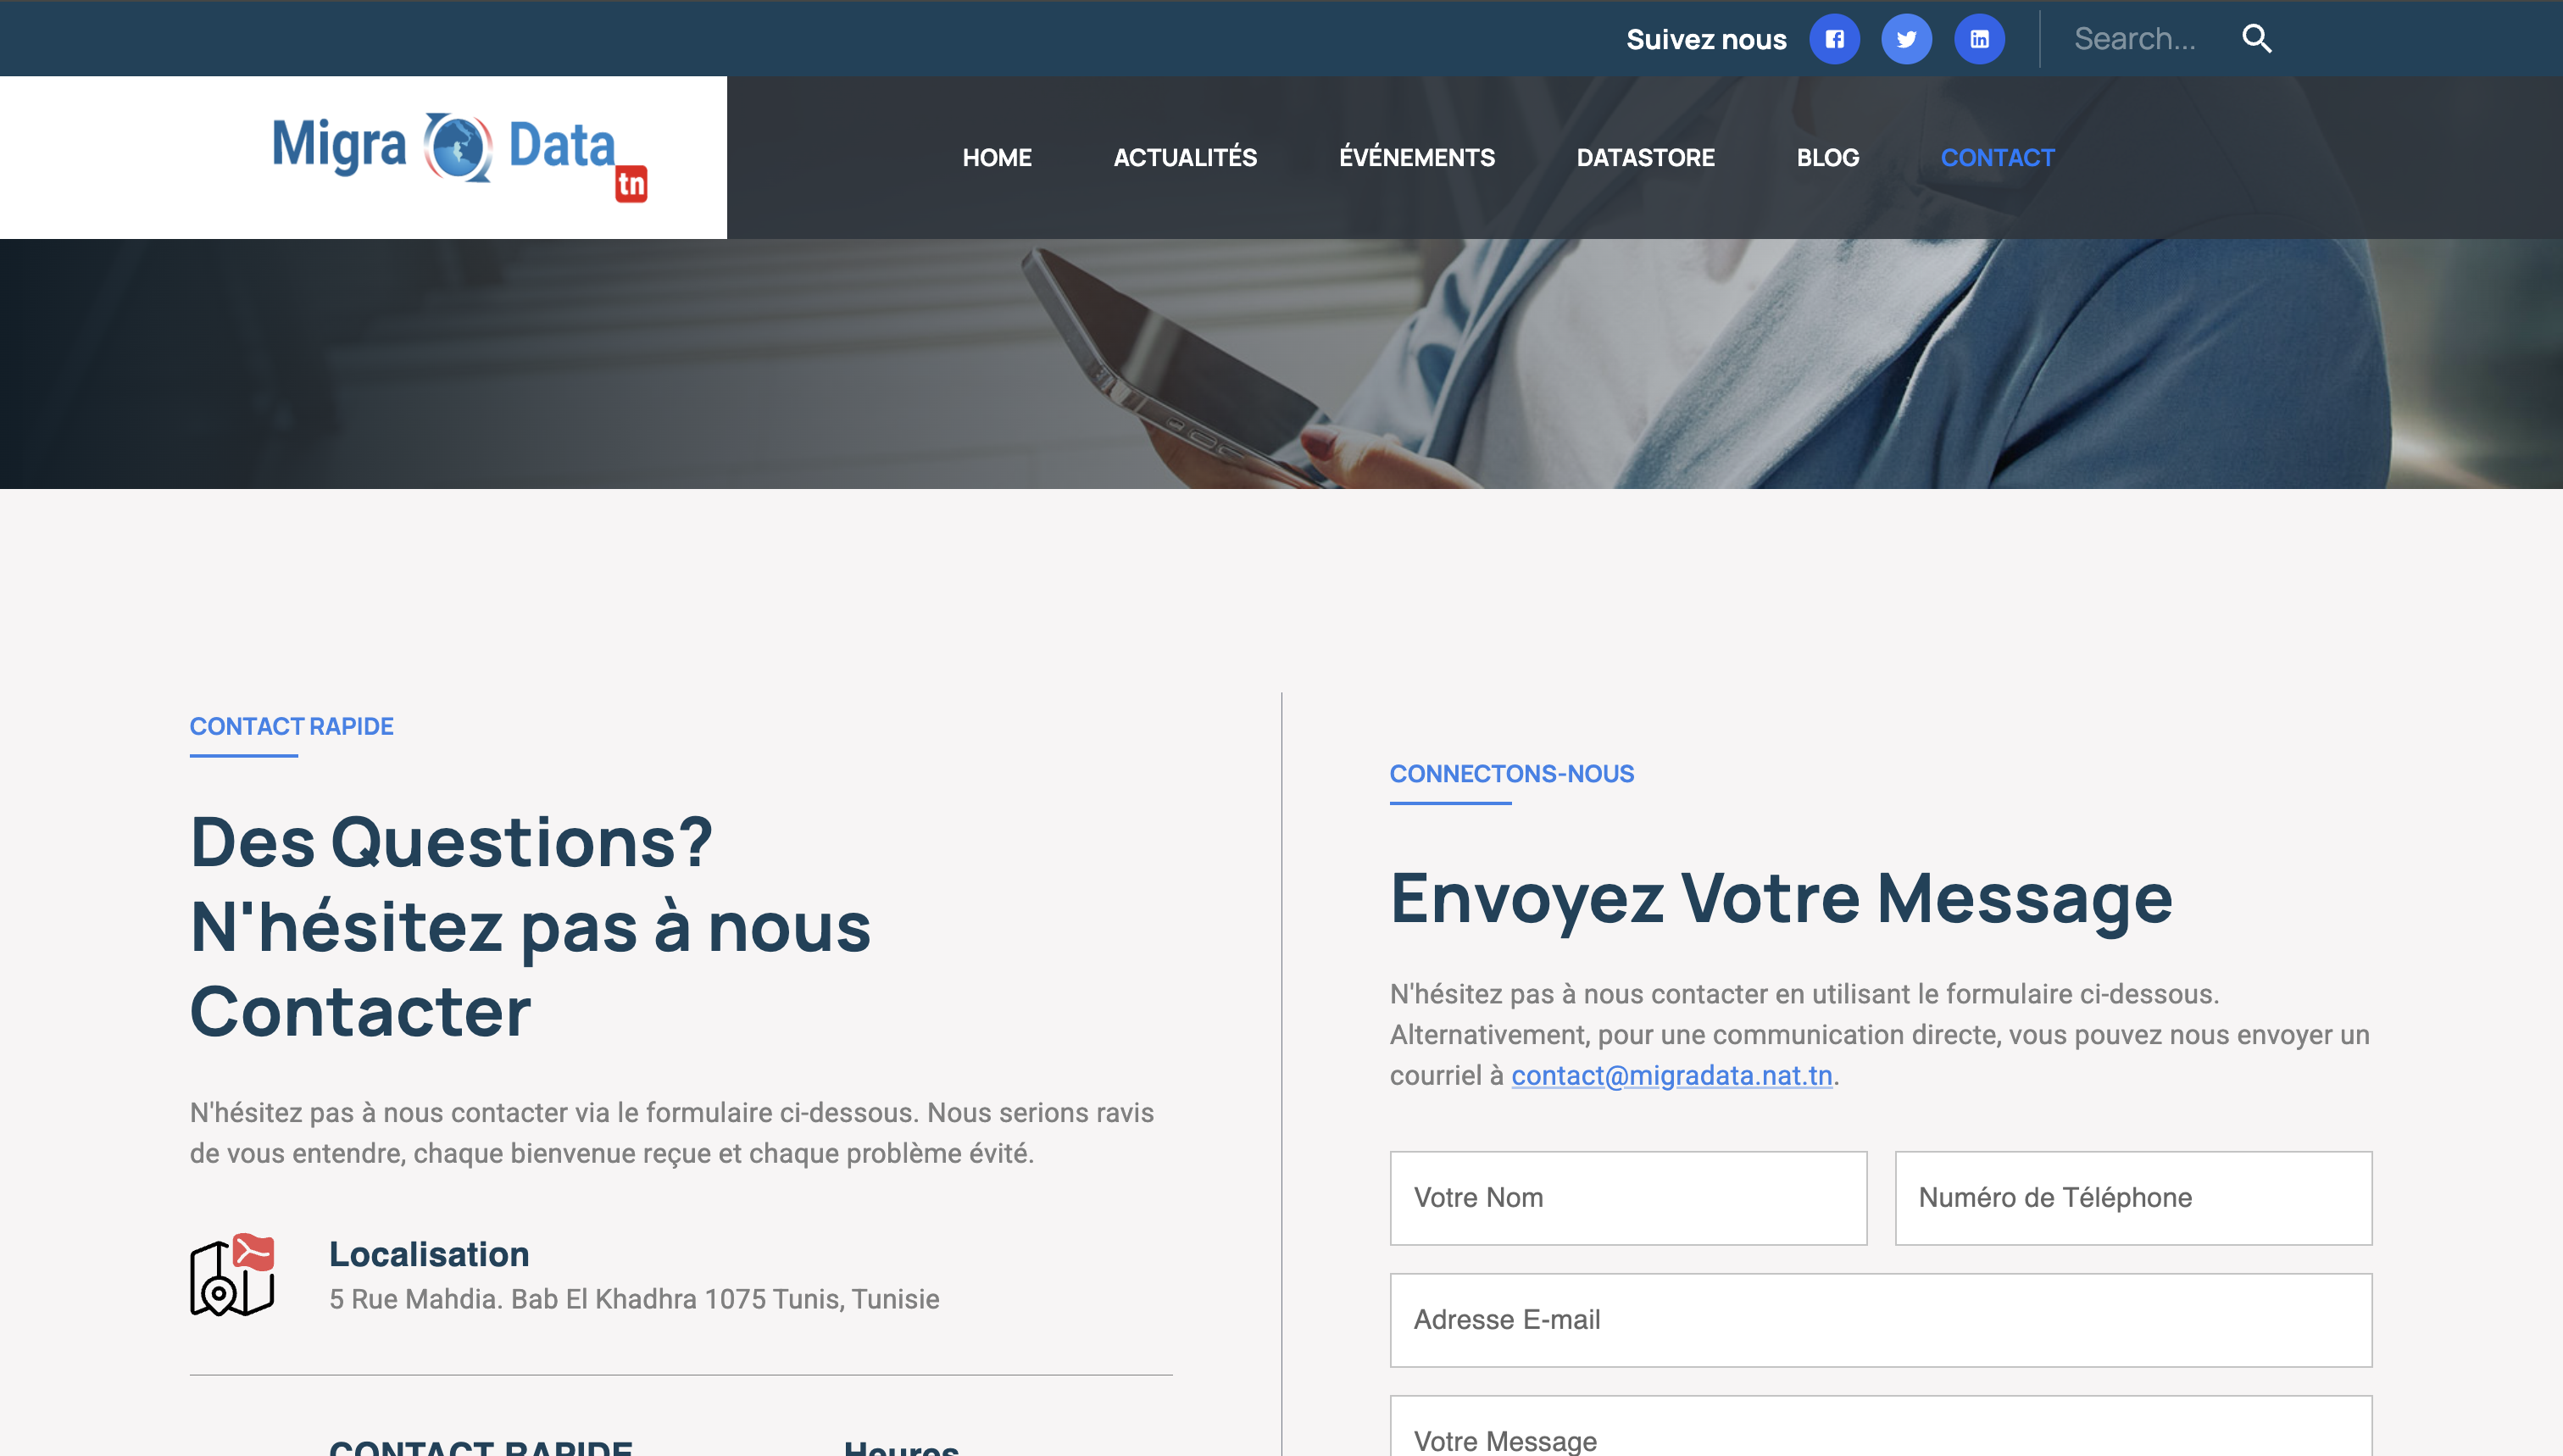 Suivez nous
Search...
Migra Data
tn
HOME ACTUALITÉS ÉVÉNEMENTS DATASTORE BLOG CONTACT
CONTACT RAPIDE
Des Questions?
N'hésitez pas à nous
Contacter
N'hésitez pas à nous contacter via le formulaire ci-dessous. Nous serions ravis
de vous entendre, chaque bienvenue reçue et chaque problème évité.
Localisation
5 Rue Mahdia. Bab El Khadhra 1075 Tunis, Tunisie
CONTACT RAPIDE
Heures
CONNECTONS-NOUS
Envoyez Votre Message
N'hésitez pas à nous contacter en utilisant le formulaire ci-dessous.
Alternativement, pour une communication directe, vous pouvez nous envoyer un
courriel à contact@migradata.nat.tn.
Votre Nom
Numéro de Téléphone
Adresse E-mail
Votre Message